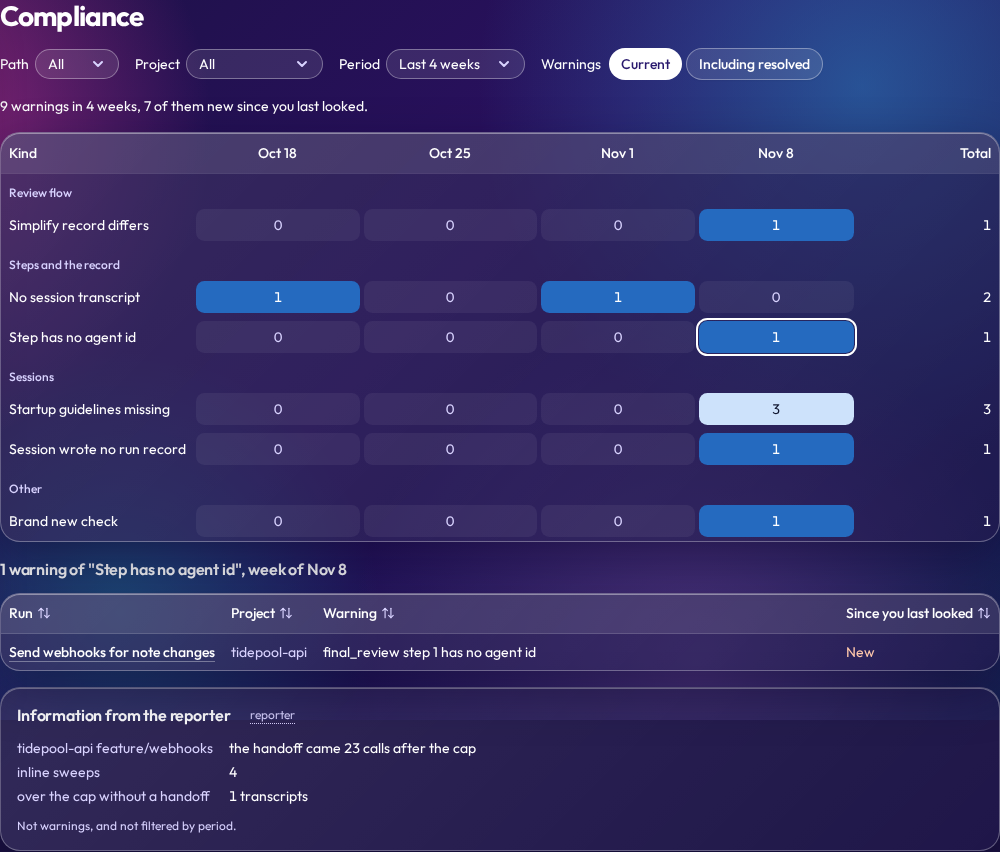 Compliance
Path All Project All Period Last 4 weeks Warnings Current Including resolved
9 warnings in 4 weeks, 7 of them new since you last looked.
Kind Oct 18 Oct 25 Nov 1 Nov 8 Total
Review flow
Simplify record differs 0 0 0 1 1
Steps and the record
No session transcript 1 0 1 0 2
Step has no agent id 0 0 0 1 1
Sessions
Startup guidelines missing 0 0 0 3 3
Session wrote no run record 0 0 0 1 1
Other
Brand new check 0 0 0 1 1
1 warning of "Step has no agent id", week of Nov 8
Run Project Warning Since you last looked
Send webhooks for note changes tidepool-api final_review step 1 has no agent id New
Information from the reporter reporter
tidepool-api feature/webhooks the handoff came 23 calls after the cap
inline sweeps 4
over the cap without a handoff 1 transcripts
Not warnings, and not filtered by period.